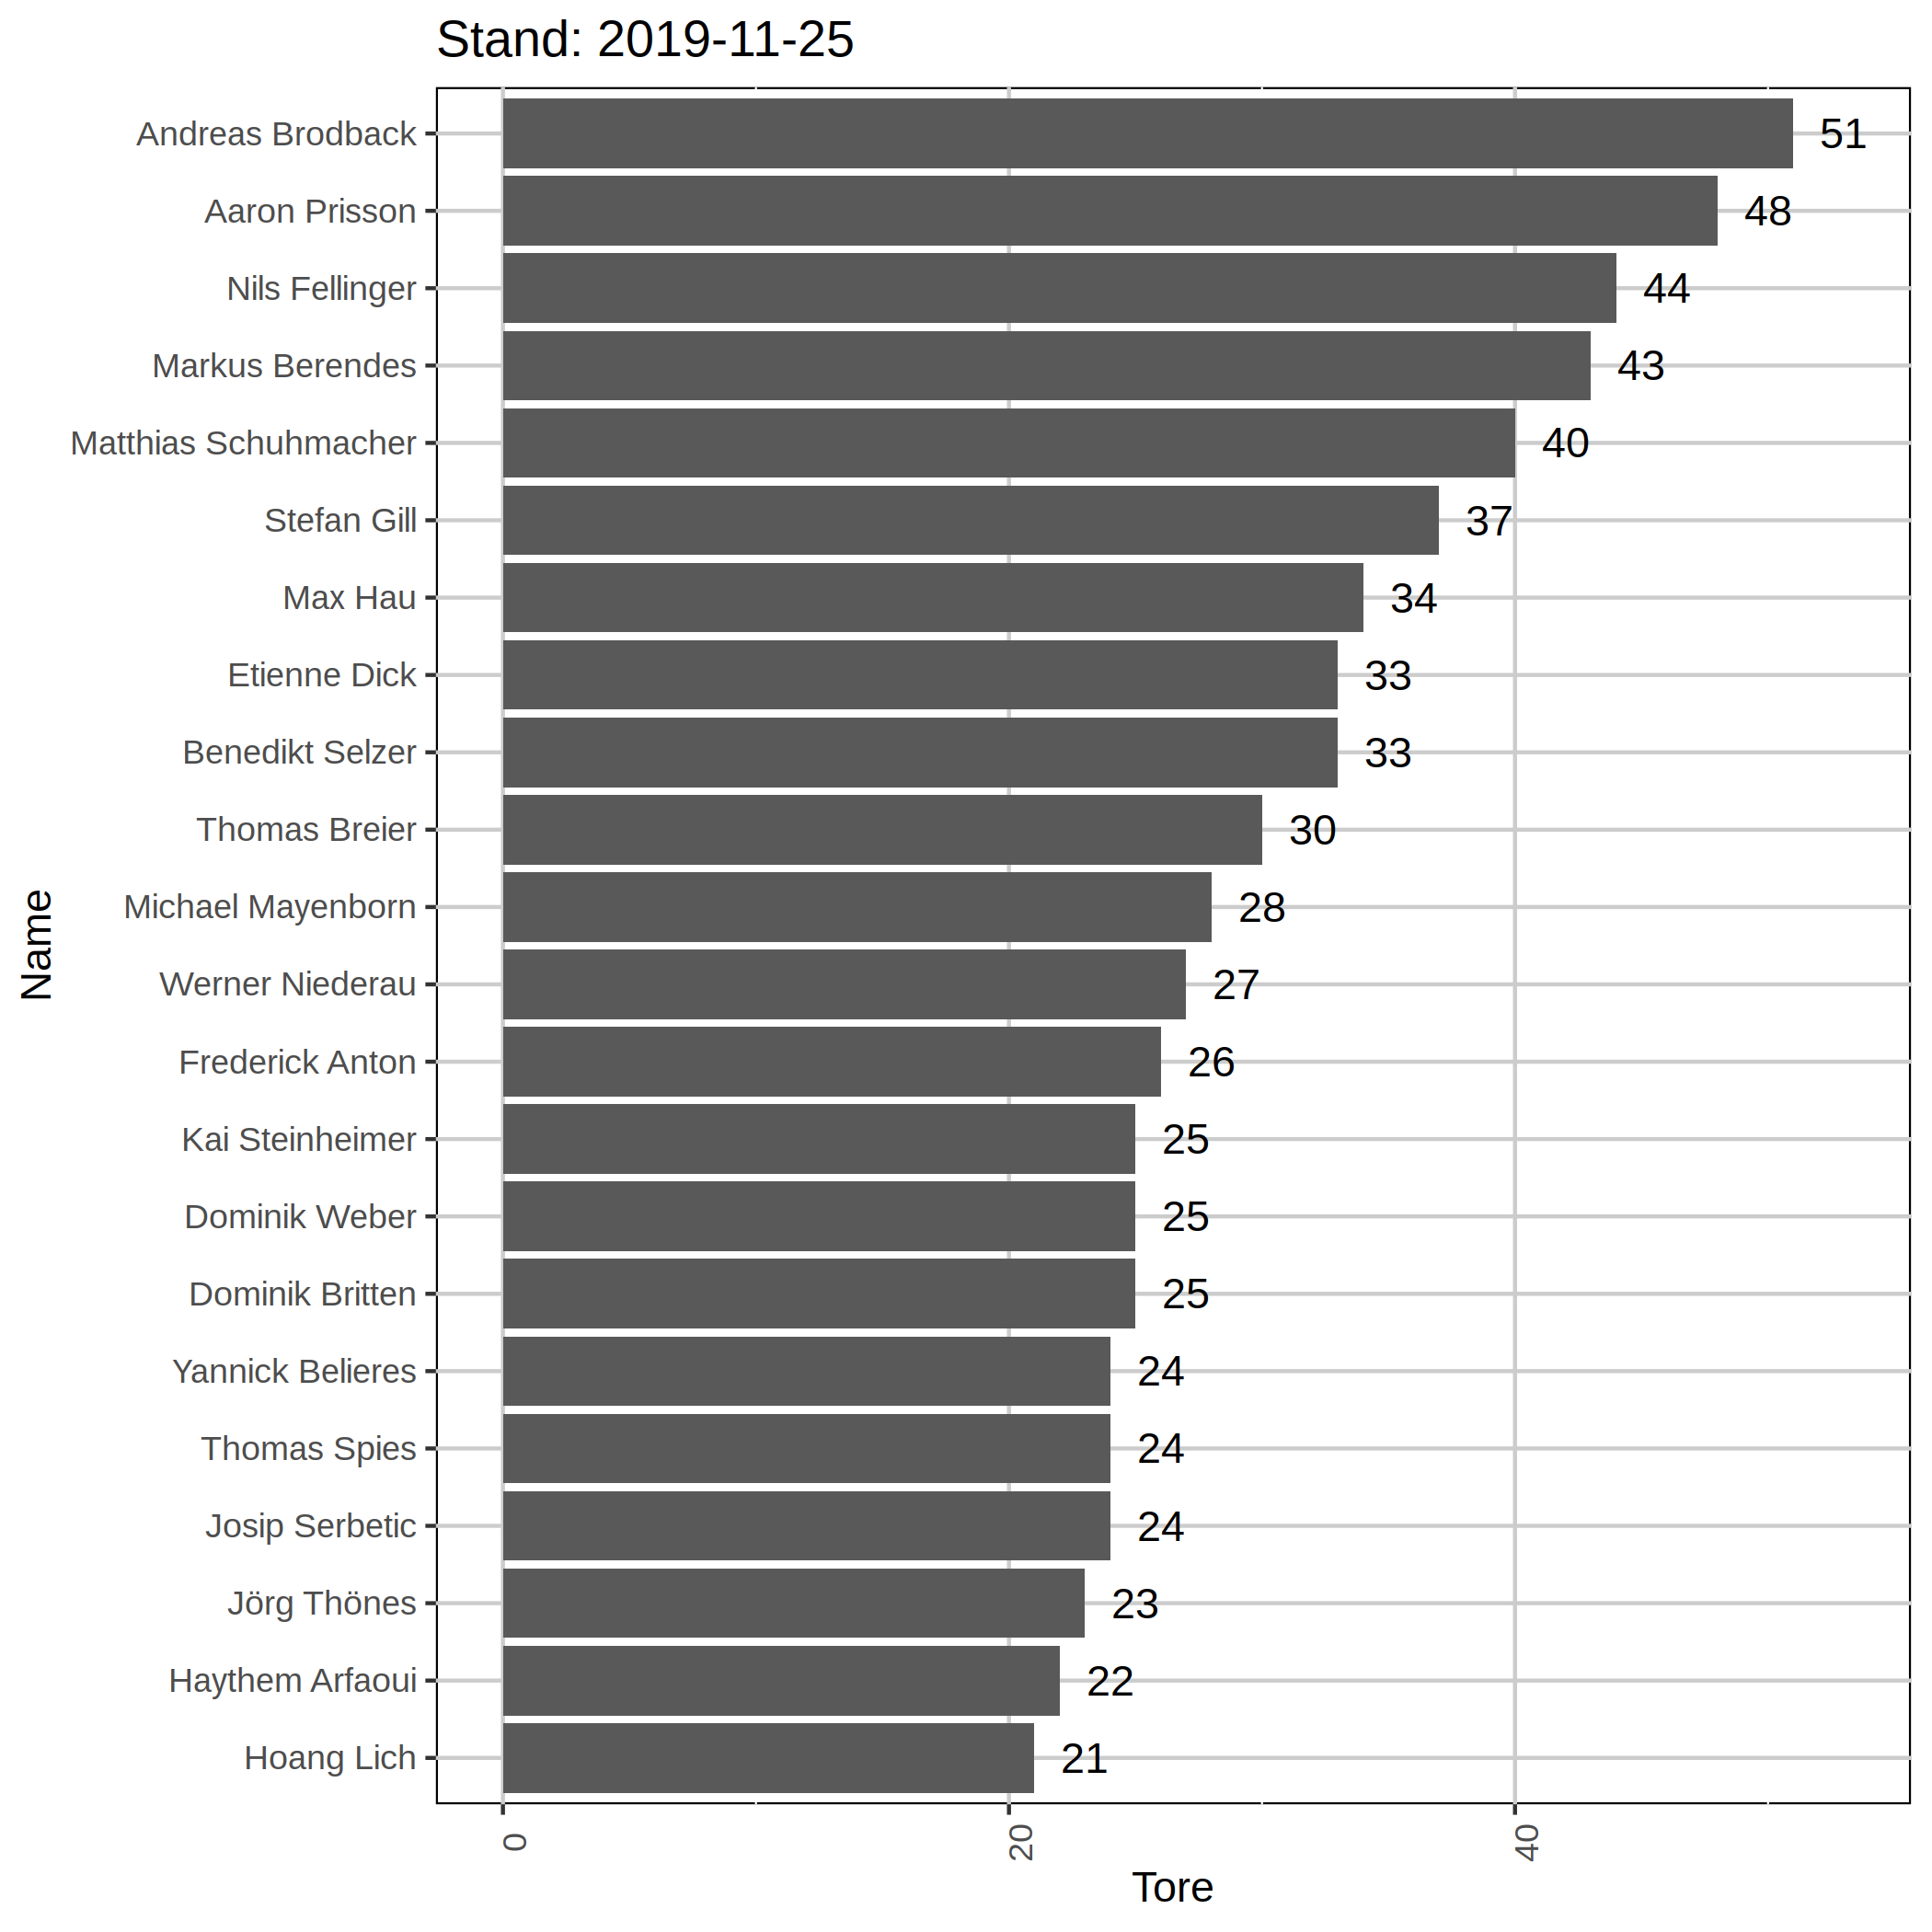 Stand: 2019-11-25
Andreas Brodback 51
Aaron Prisson 48
Nils Fellinger 44
Markus Berendes 43
Matthias Schuhmacher 40
Stefan Gill 37
Max Hau 34
Etienne Dick 33
Benedikt Selzer 33
Thomas Breier 30
Michael Mayenborn 28
Werner Niederau 27
Frederick Anton 26
Kai Steinheimer 25
Dominik Weber 25
Dominik Britten 25
Yannick Belieres 24
Thomas Spies 24
Josip Serbetic 24
Jörg Thönes 23
Haythem Arfaoui 22
Hoang Lich 21
Name
0 20 40
Tore